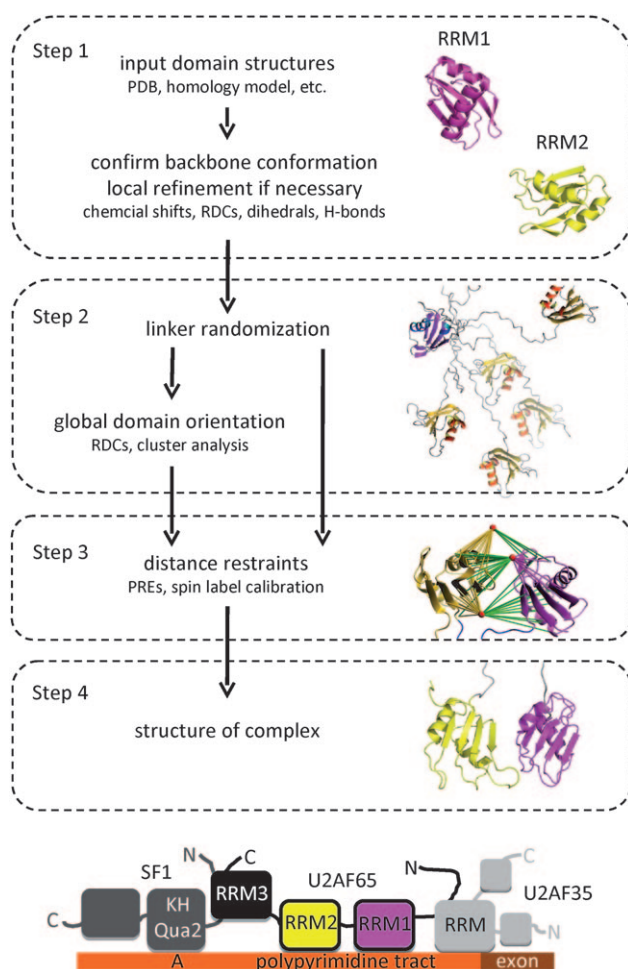 Step 1
input domain structures
PDB, homology model, etc.
confirm backbone conformation
local refinement if necessary
chemcial shifts, RDCs, dihedrals, H-bonds
RRM1
RRM2
Step 2
linker randomization
global domain orientation
RDCs, cluster analysis
Step 3
distance restraints
PREs, spin label calibration
Step 4
structure of complex
SF1
N
C
U2AF65
N
C
U2AF35
C
KH
Qua2
RRM3
RRM2
RRM1
RRM
N
A
polypyrimidine tract
exon